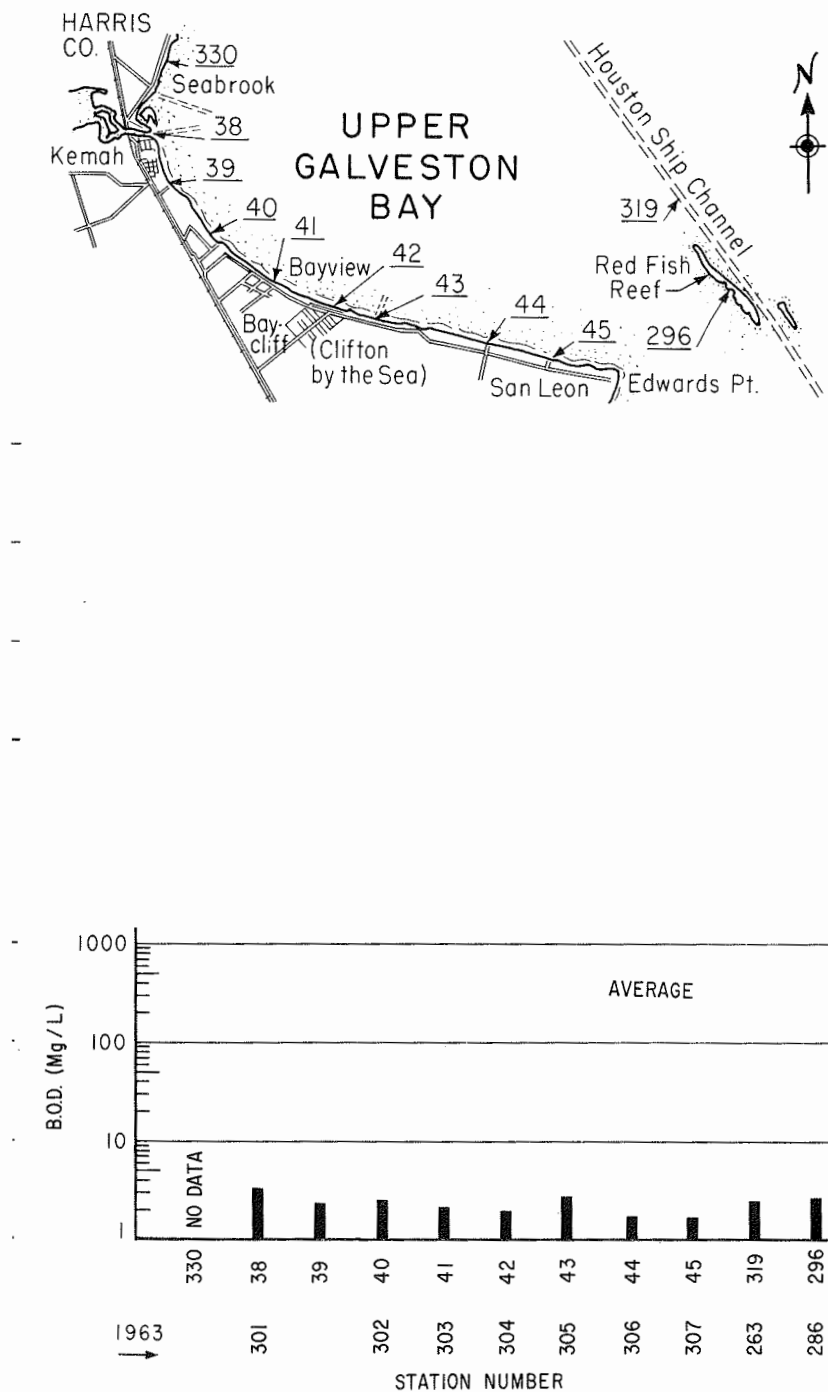 HARRIS
CO.
330
Seabrook
38
Kemah
39
UPPER
GALVESTON
BAY
Houston Ship Channel
N
319
40
41
Bayview
42
43
Red Fish
Reef
Bay-
cliff
(Clifton
by the Sea)
44
45
296
San Leon
Edwards Pt.
1000
AVERAGE
100
B.O.D. (Mg/L)
10
NO DATA
1
330 38 39 40 41 42 43 44 45 319 296
1963 301 302 303 304 305 306 307 263 286
STATION NUMBER